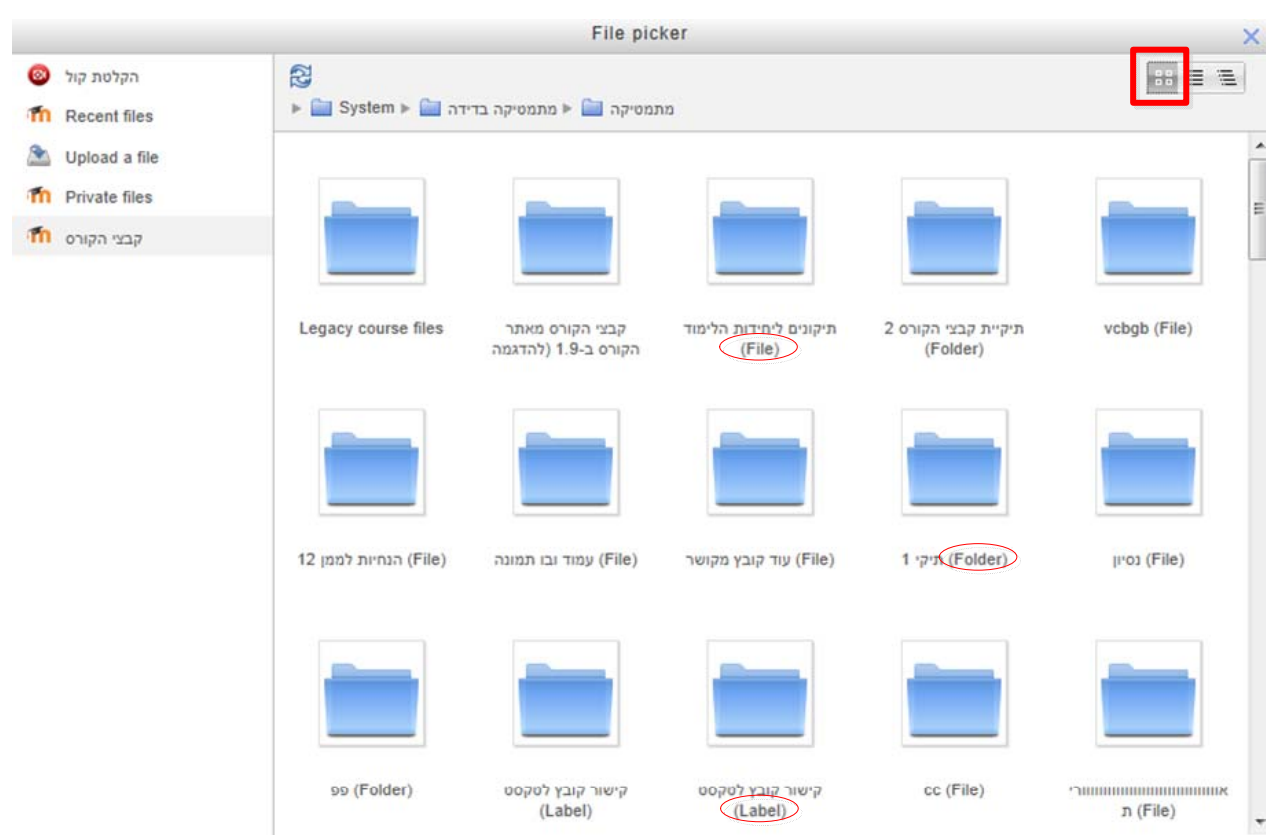 File picker
הקלטת קול
Recent files
Upload a file
Private files
קבצי הקורס
System
מתמטיקה בדידה
מתמטיקה
Legacy course files
קבצי הקורס מאתר
הקורס ב-1.9 (להדגמה
תיקונים ליחידות הלימוד
(File)
תיקיית קבצי הקורס 2
(Folder)
vcbgb (File)
הנחיות לממן 12 (File)
עמוד ובו תמונה (File)
עוד קובץ מקושר (File)
תיקי 1 (Folder)
נסיון (File)
פפ (Folder)
קישור קובץ לטקסט
(Label)
קישור קובץ לטקסט
(Label)
cc (File)
ת (File)